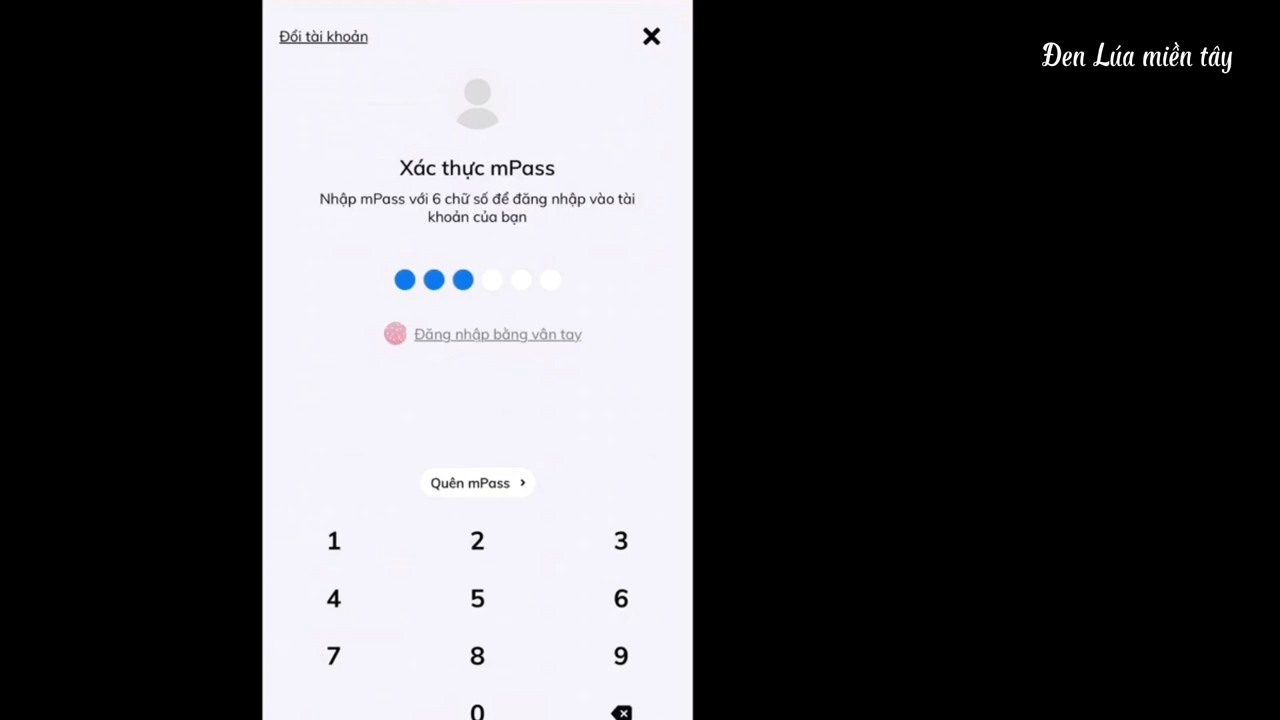 Đổi tài khoản
Đen Lúa miền tây
Xác thực mPass
Nhập mPass với 6 chữ số để đăng nhập vào tài
khoản của bạn
Đăng nhập bằng vân tay
Quên mPass
1 2 3
4 5 6
7 8 9
0